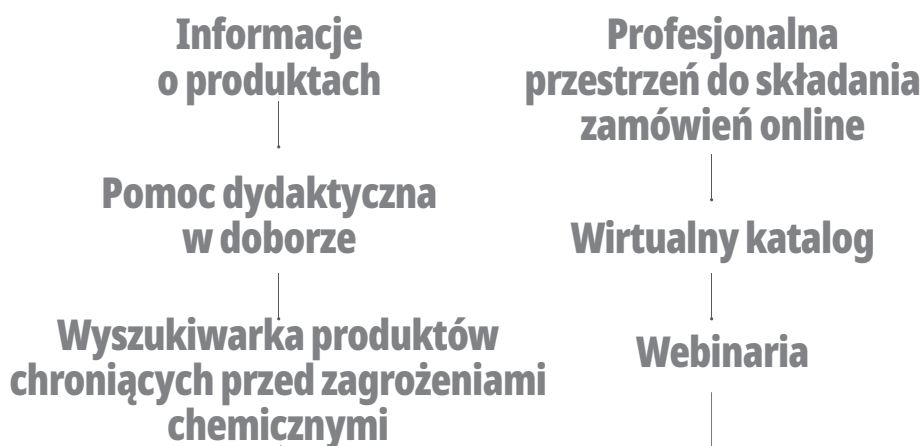 Informacje
o produktach
Pomoc dydaktyczna
w doborze
Wyszukiwarka produktów
chroniących przed zagrożeniami
chemicznymi
Profesjonalna
przestrzeń do składania
zamówień online
Wirtualny katalog
Webinaria